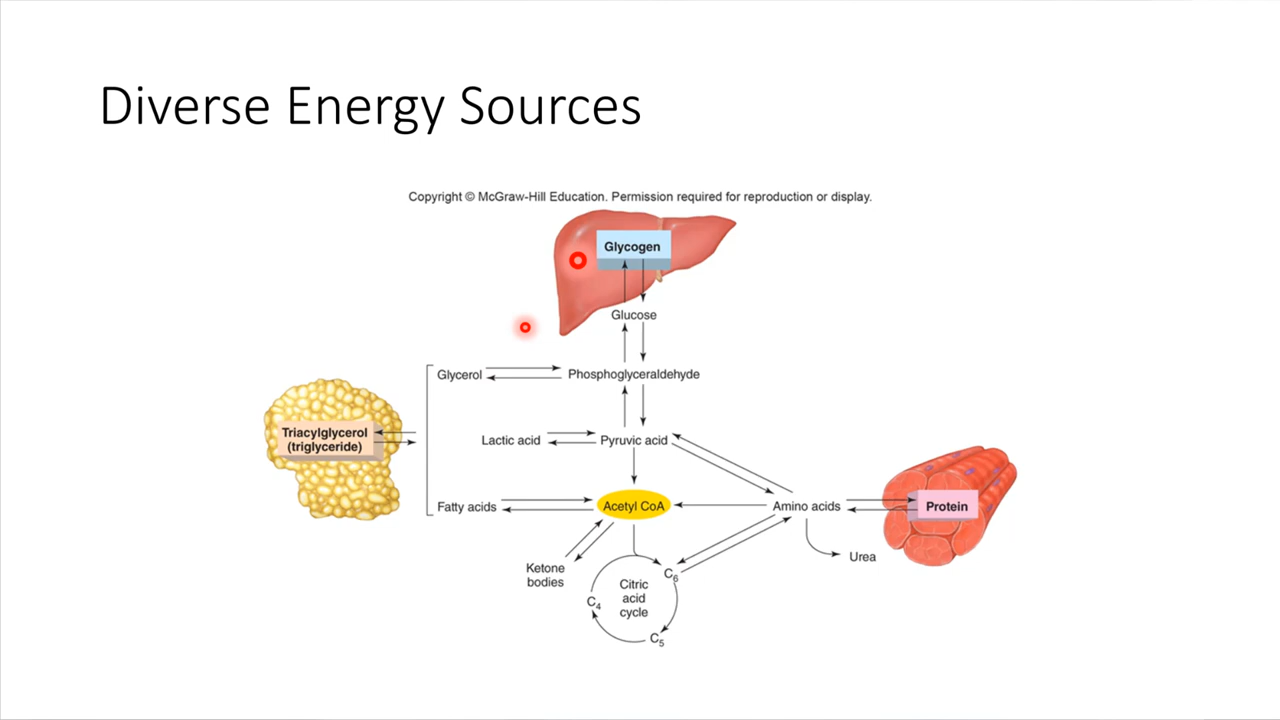 Diverse Energy Sources
Copyright © McGraw-Hill Education. Permission required for reproduction or display.
Glycogen
Glucose
Glycerol
Phosphoglyceraldehyde
Triacylglycerol
(triglyceride)
Lactic acid
Pyruvic acid
Fatty acids
Acetyl CoA
Amino acids
Protein
Urea
Ketone
bodies
C6
Citric
acid
cycle
C4
C5